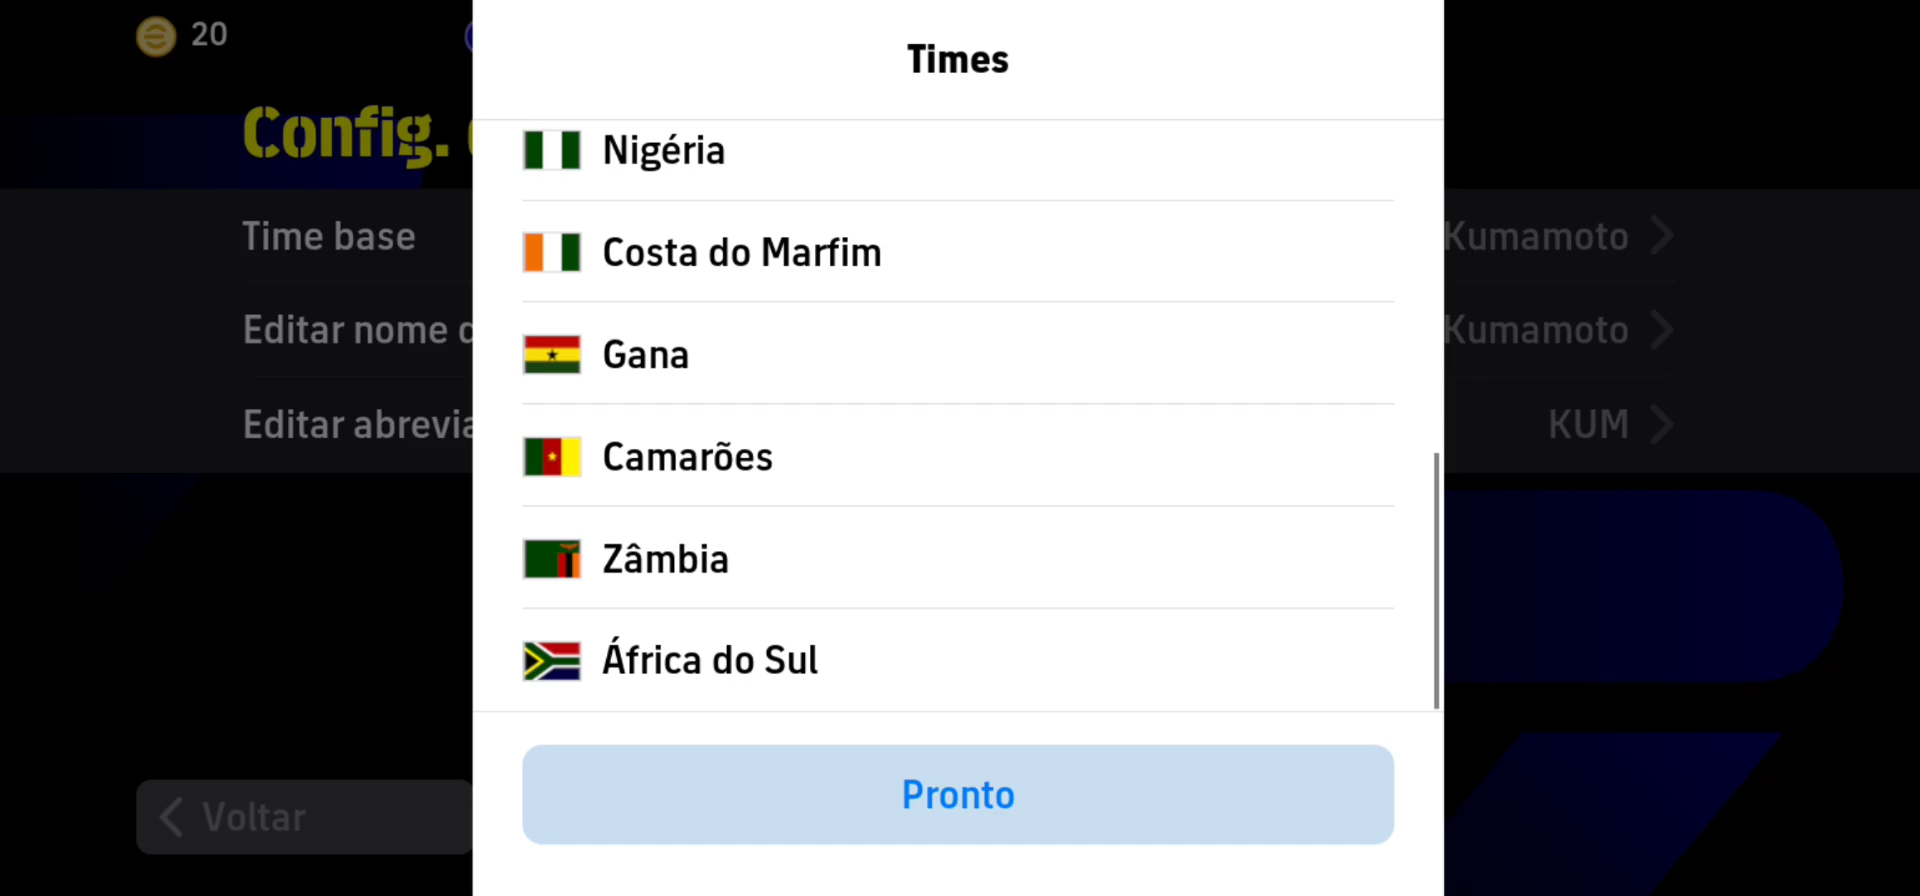 20
Times
Config.
Nigéria
Time base
Kumamoto
Costa do Marfim
Editar nome
Kumamoto
Gana
Editar
KUM
Camarões
Zâmbia
África do Sul
Pronto
Voltar